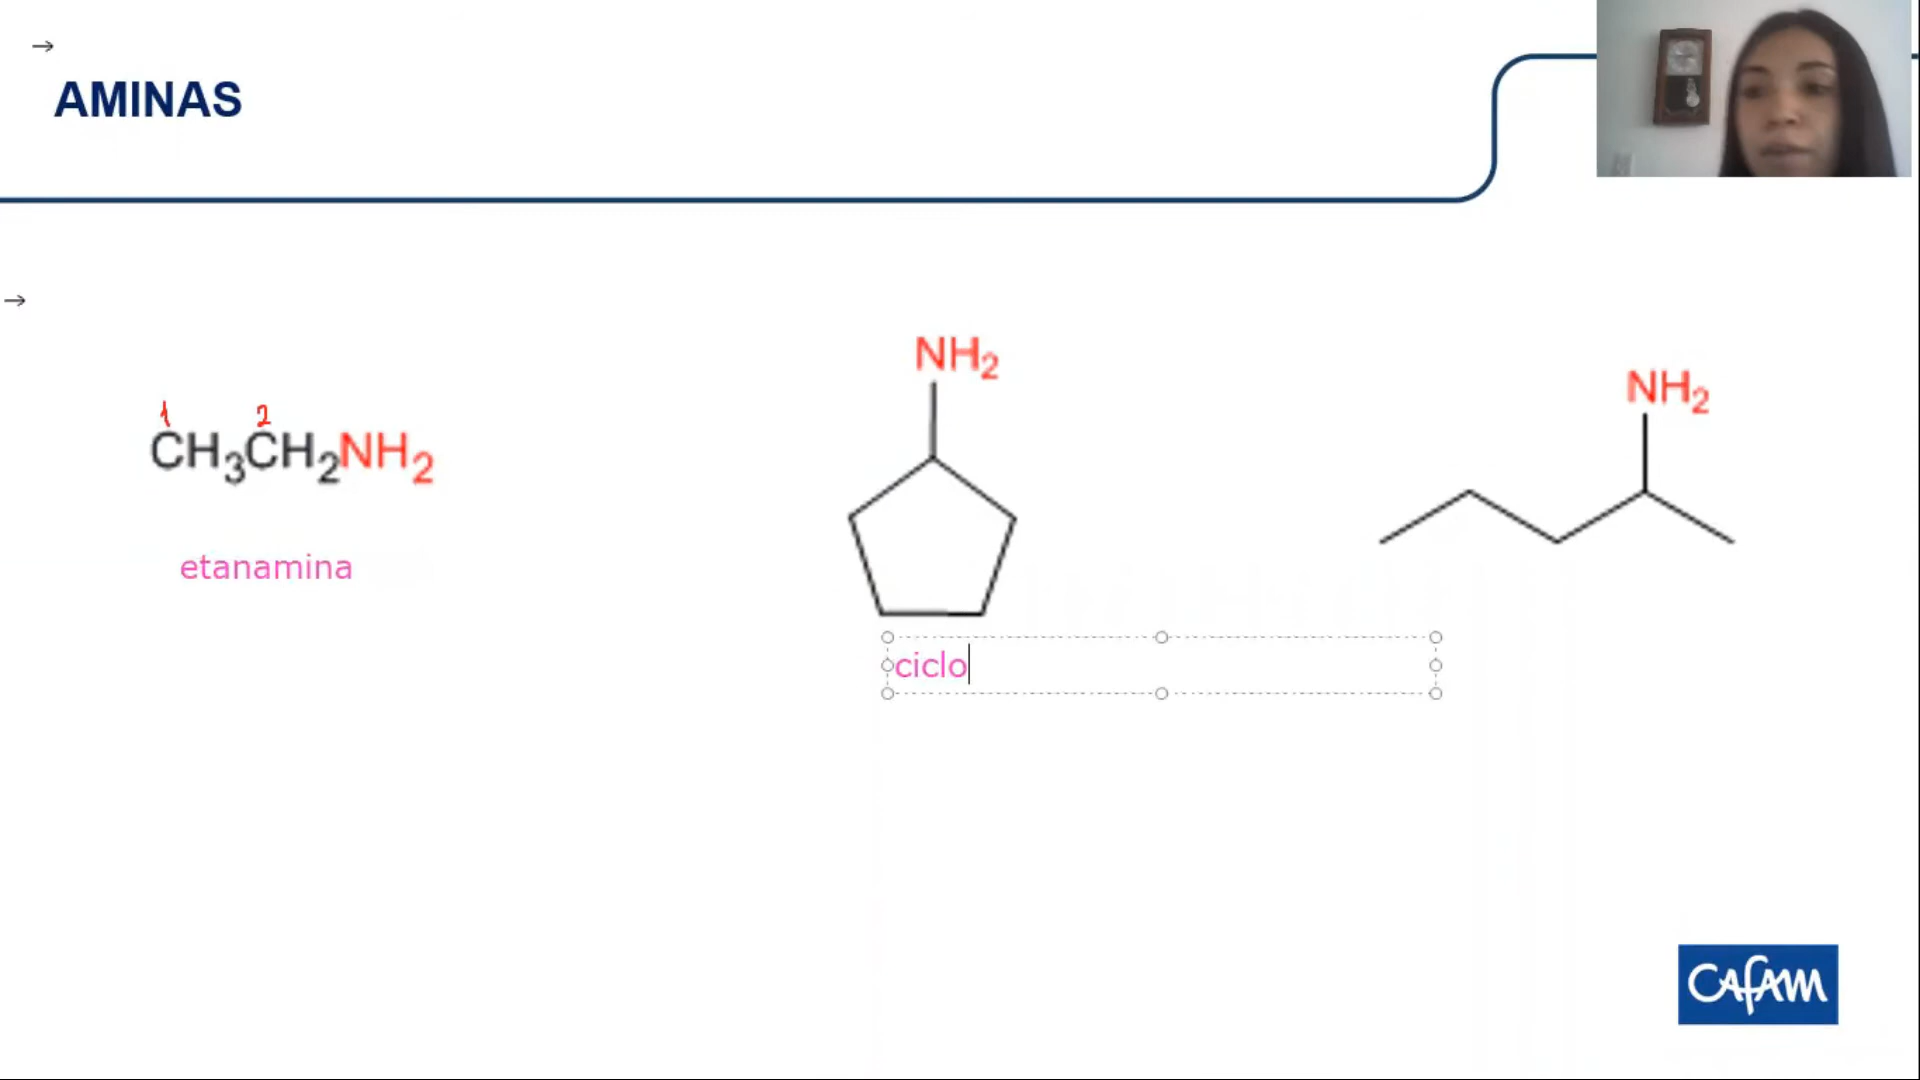 →
AMINAS
→
NH2
NH2
1 2
CH3CH2NH2
etanamina
ciclo
CAFAM